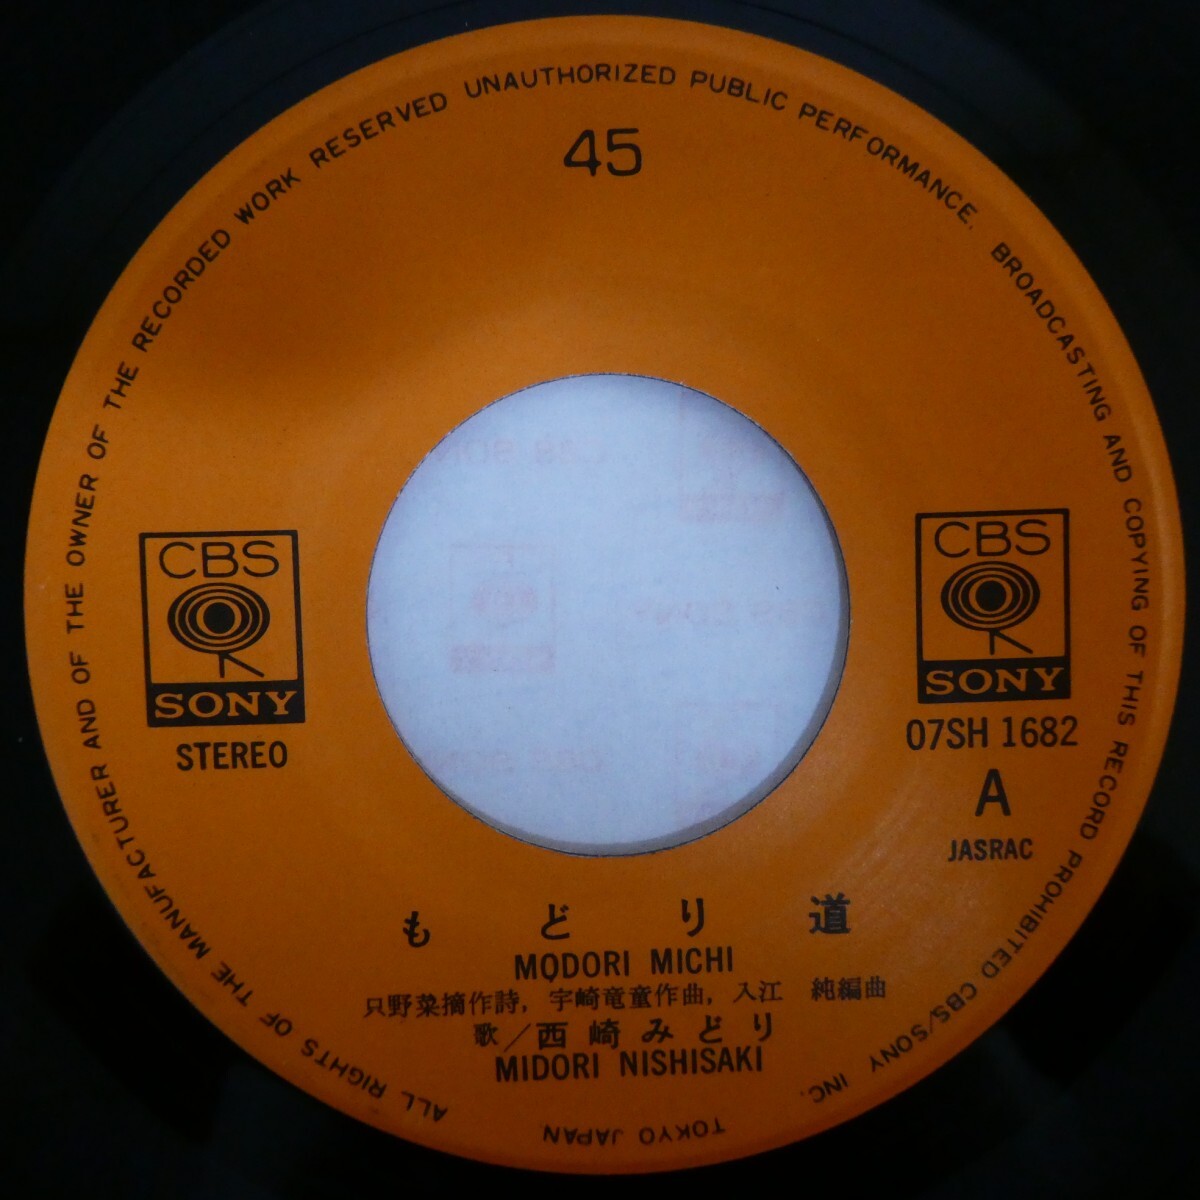 ALL RIGHTS OF THE MANUFACTURER AND OF THE OWNER OF THE RECORDED WORK RESERVED UNAUTHORIZED PUBLIC PERFORMANCE. BROADCASTING AND COPYING OF THIS RECORD PROHIBITED CBS/SONY INC. TOKYO JAPAN
45
CBS
SONY
STEREO
CBS
SONY
07SH 1682
A
JASRAC
もどり道
MODORI MICHI
只野菜摘作詩, 宇崎竜童作曲, 入江 純編曲
歌／西崎みどり
MIDORI NISHISAKI